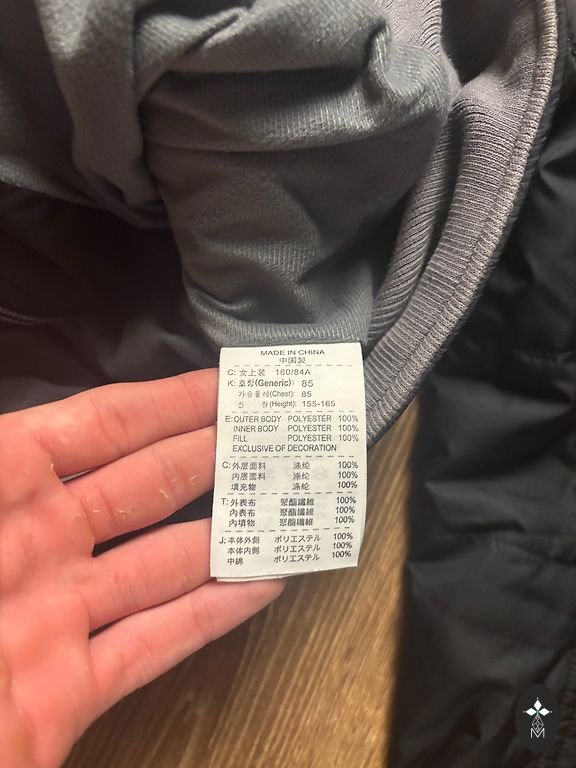 MADE IN CHINA
中国製
C: 女上装 160/84A
K: 호칭(Generic): 85
가슴둘레(Chest): 85
신 장(Height): 155-165
E: OUTER BODY POLYESTER 100%
INNER BODY POLYESTER 100%
FILL POLYESTER 100%
EXCLUSIVE OF DECORATION
C: 外层面料 涤纶 100%
内层面料 涤纶 100%
填充物 涤纶 100%
T: 外表布 聚酯纖維 100%
內表布 聚酯纖維 100%
內填物 聚酯纖維 100%
J: 本体外側 ポリエステル 100%
本体内側 ポリエステル 100%
中綿 ポリエステル 100%
M